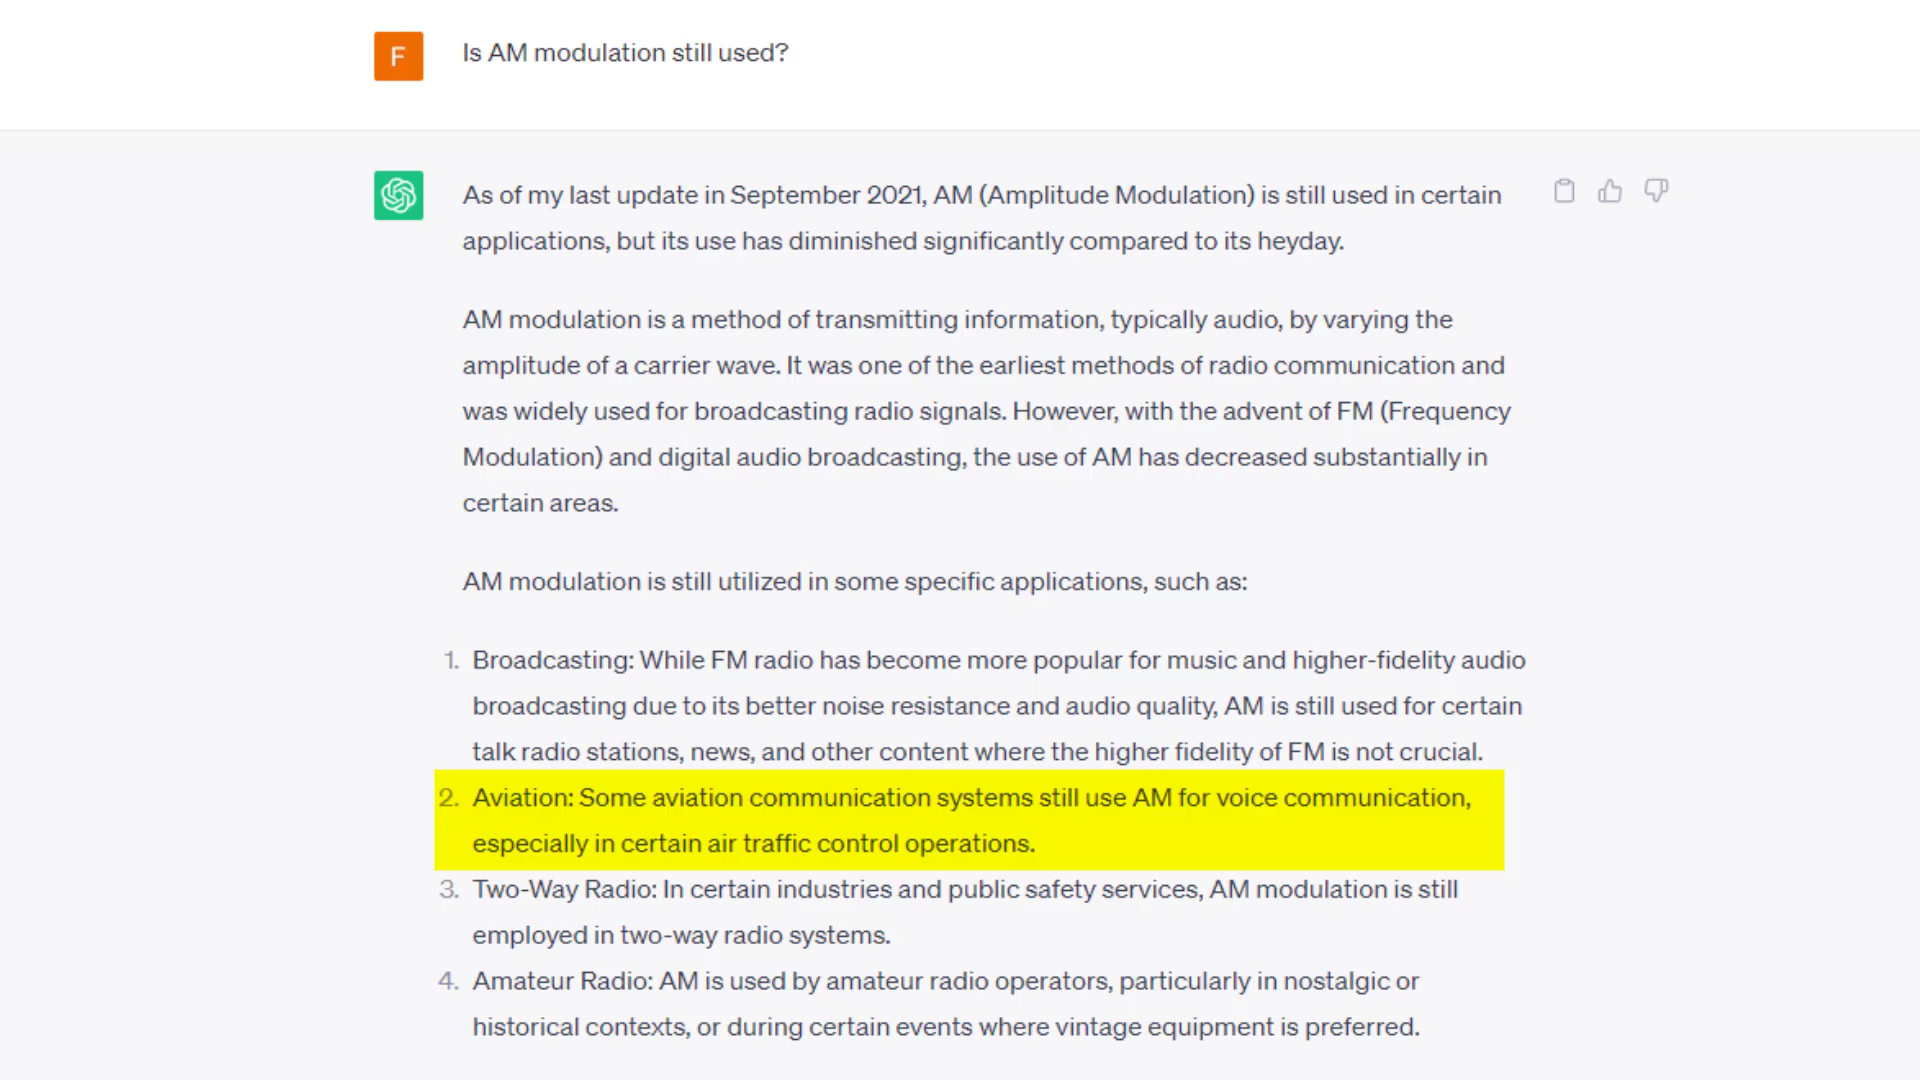 F
Is AM modulation still used?
As of my last update in September 2021, AM (Amplitude Modulation) is still used in certain
applications, but its use has diminished significantly compared to its heyday.
AM modulation is a method of transmitting information, typically audio, by varying the
amplitude of a carrier wave. It was one of the earliest methods of radio communication and
was widely used for broadcasting radio signals. However, with the advent of FM (Frequency
Modulation) and digital audio broadcasting, the use of AM has decreased substantially in
certain areas.
AM modulation is still utilized in some specific applications, such as:
1. Broadcasting: While FM radio has become more popular for music and higher-fidelity audio
broadcasting due to its better noise resistance and audio quality, AM is still used for certain
talk radio stations, news, and other content where the higher fidelity of FM is not crucial.
2. Aviation: Some aviation communication systems still use AM for voice communication,
especially in certain air traffic control operations.
3. Two-Way Radio: In certain industries and public safety services, AM modulation is still
employed in two-way radio systems.
4. Amateur Radio: AM is used by amateur radio operators, particularly in nostalgic or
historical contexts, or during certain events where vintage equipment is preferred.